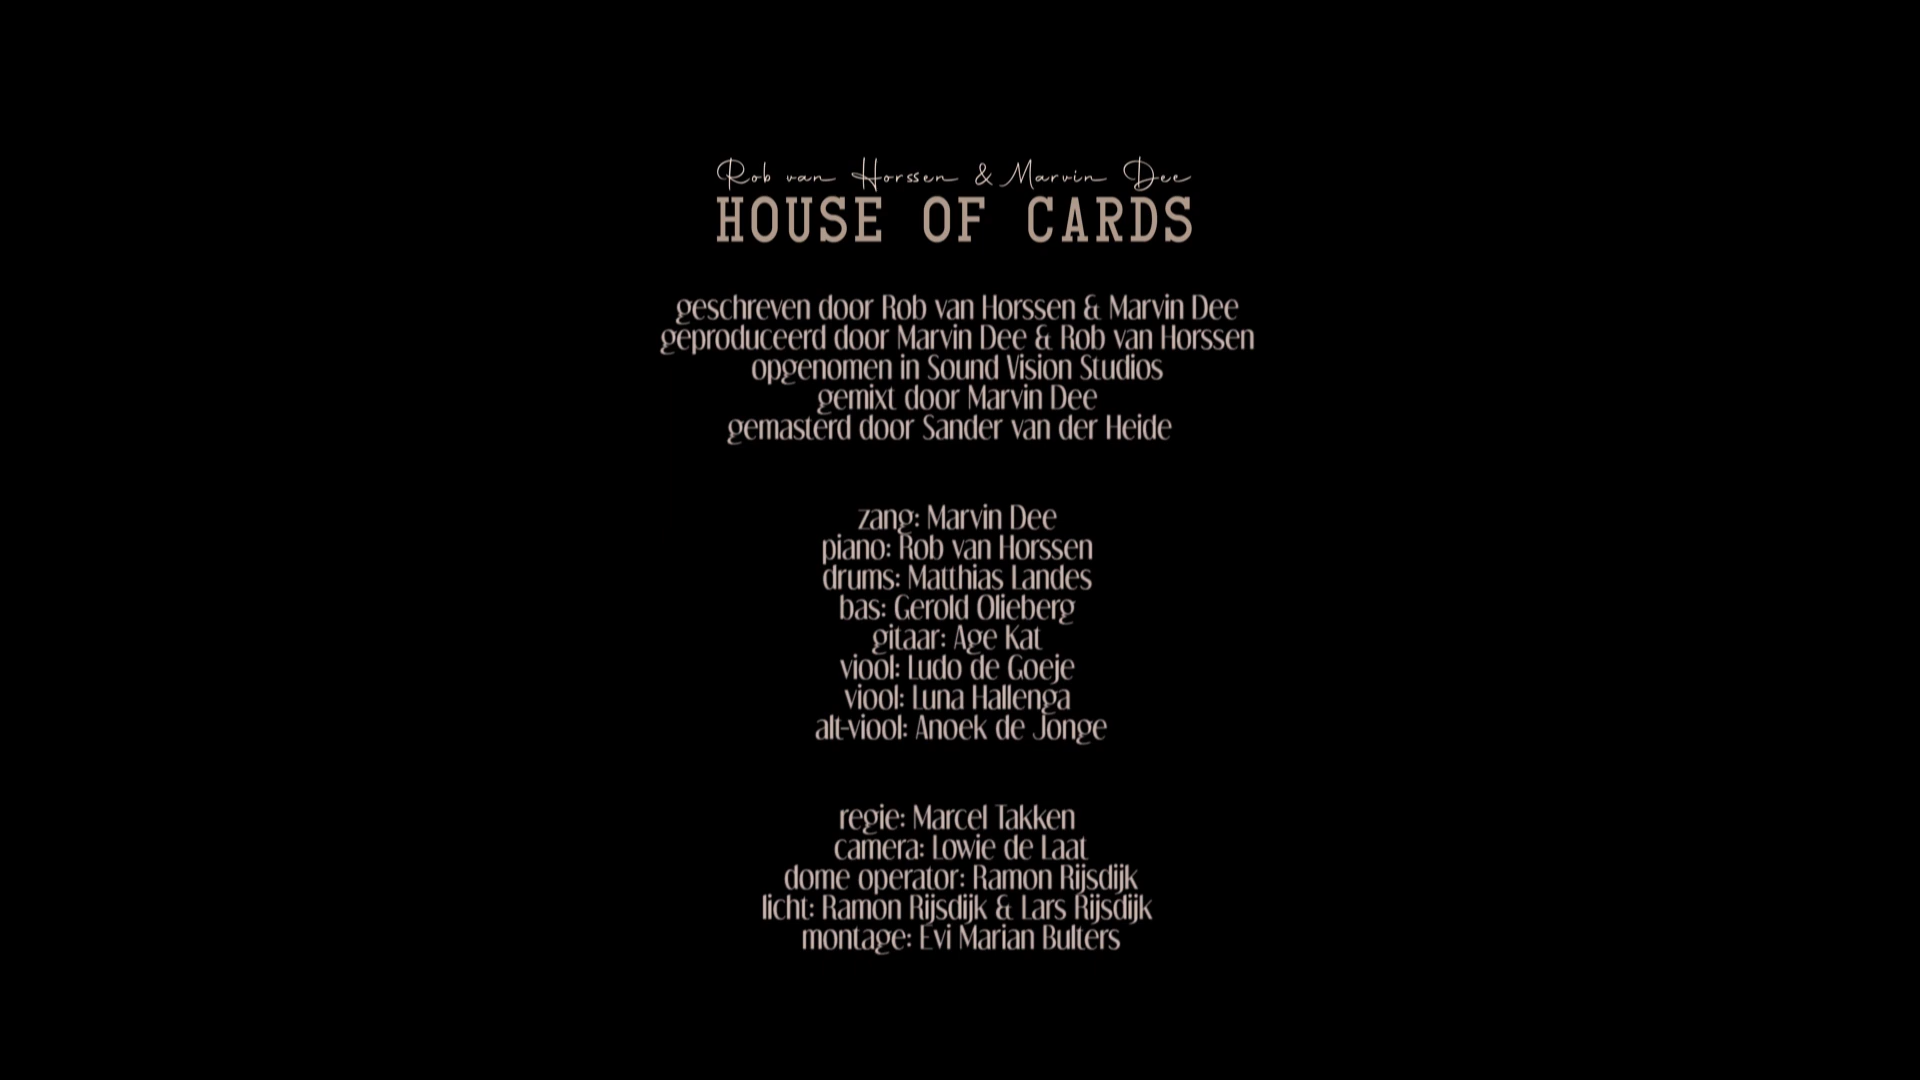 Rob van Horssen & Marvin Dee
HOUSE OF CARDS
geschreven door Rob van Horssen & Marvin Dee
geproduceerd door Marvin Dee & Rob van Horssen
opgenomen in Sound Vision Studios
gemixt door Marvin Dee
gemasterd door Sander van der Heide
zang: Marvin Dee
piano: Rob van Horssen
drums: Matthias Landes
bas: Gerold Olieberg
gitaar: Age Kat
viool: Ludo de Goeje
viool: Luna Hallenga
alt-viool: Anoek de Jonge
regie: Marcel Takken
camera: Lowie de Laat
dome operator: Ramon Rijsdijk
licht: Ramon Rijsdijk & Lars Rijsdijk
montage: Evi Marian Bulters